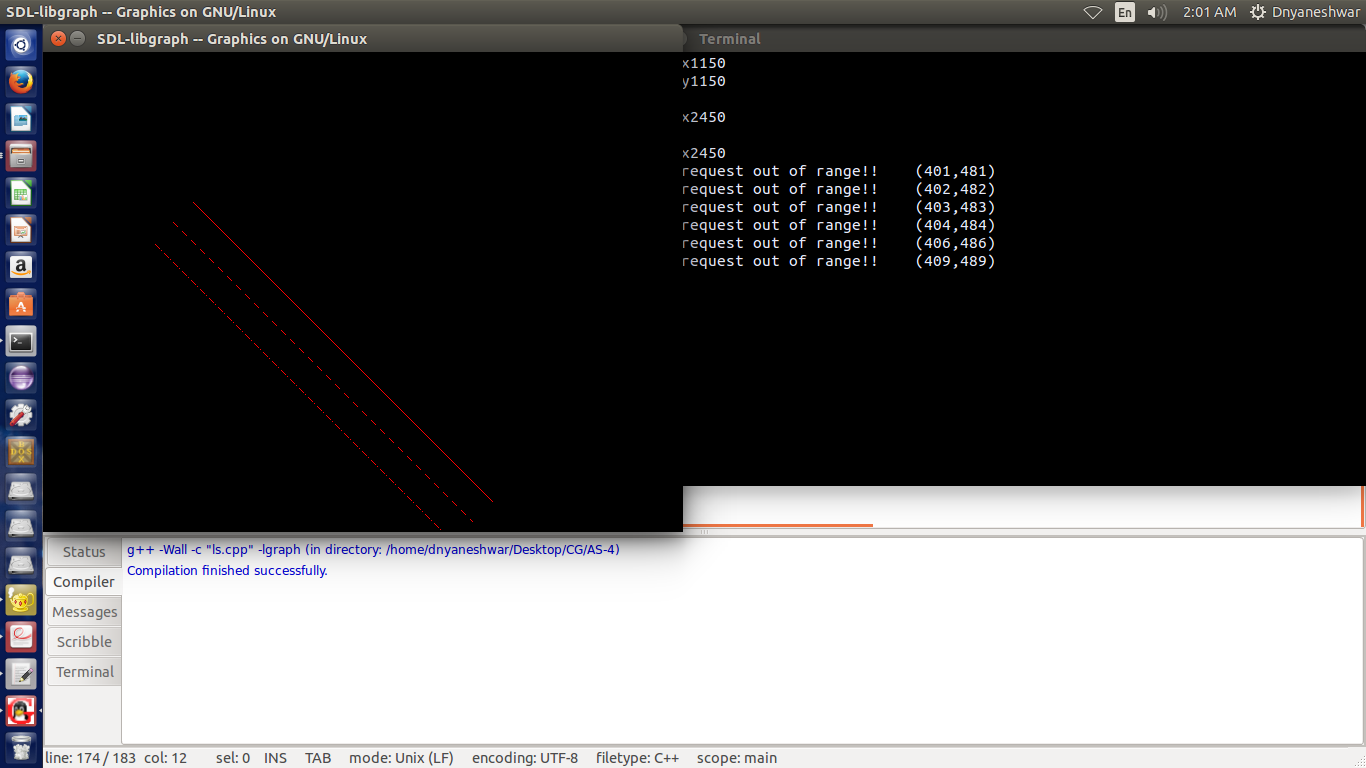 SDL-libgraph -- Graphics on GNU/Linux
En
2:01 AM
Dnyaneshwar
SDL-libgraph -- Graphics on GNU/Linux
Terminal
x1150
y1150
x2450
x2450
request out of range!! (401,481)
request out of range!! (402,482)
request out of range!! (403,483)
request out of range!! (404,484)
request out of range!! (406,486)
request out of range!! (409,489)
Status
Compiler
Messages
Scribble
Terminal
g++ -Wall -c "ls.cpp" -lgraph (in directory: /home/dnyaneshwar/Desktop/CG/AS-4)
Compilation finished successfully.
line: 174 / 183 col: 12 sel: 0 INS TAB mode: Unix (LF) encoding: UTF-8 filetype: C++ scope: main